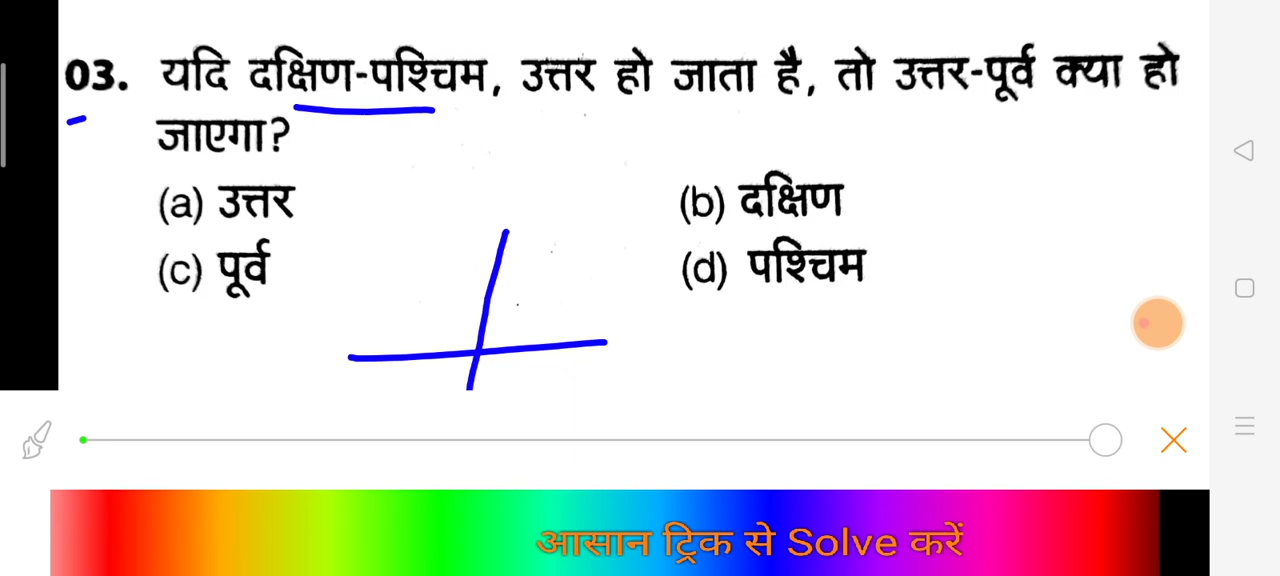 03. यदि दक्षिण-पश्चिम, उत्तर हो जाता है, तो उत्तर-पूर्व क्या हो
जाएगा?
(a) उत्तर (b) दक्षिण
(c) पूर्व (d) पश्चिम
आसान ट्रिक से Solve करें